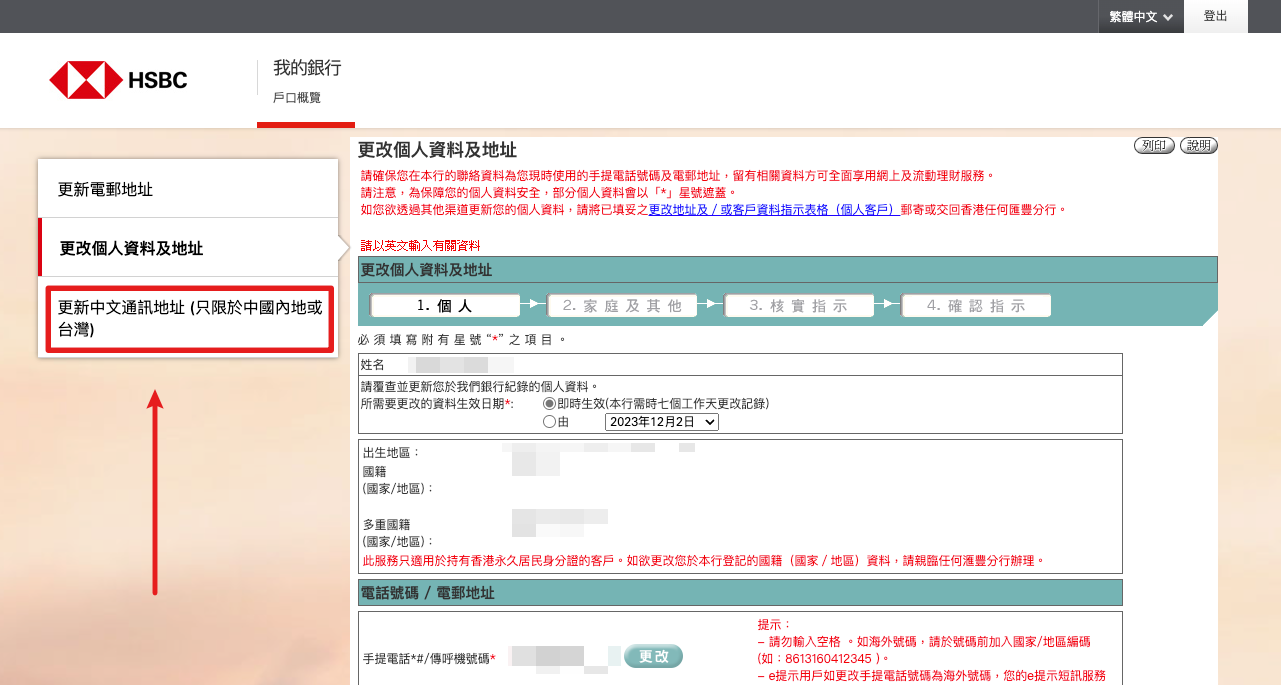 繁體中文
登出
HSBC
我的銀行
戶口概覽
更新電郵地址
更改個人資料及地址
更新中文通訊地址 (只限於中國內地或
台灣)
更改個人資料及地址
列印
說明
請確保您在本行的聯絡資料為您現時使用的手提電話號碼及電郵地址，留有相關資料方可全面享用網上及流動理財服務。
請注意，為保障您的個人資料安全，部分個人資料會以「*」星號遮蓋。
如您欲透過其他渠道更新您的個人資料，請將已填妥之更改地址及 / 或客戶資料指示表格（個人客戶）郵寄或交回香港任何匯豐分行。
請以英文輸入有關資料
更改個人資料及地址
1. 個 人
2. 家 庭 及 其 他
3. 核 實 指 示
4. 確 認 指 示
必 須 填 寫 附 有 星 號 “*” 之 項 目 。
姓名
請覆查並更新您於我們銀行紀錄的個人資料。
所需要更改的資料生效日期*:
即時生效(本行需時七個工作天更改記錄)
由
2023年12月2日
出生地區：
國籍
(國家/地區)：
多重國籍
(國家/地區)：
此服務只適用於持有香港永久居民身分證的客戶。如欲更改您於本行登記的國籍（國家 / 地區）資料，請親臨任何匯豐分行辦理。
電話號碼 / 電郵地址
手提電話*#/傳呼機號碼*
更改
提示：
– 請勿輸入空格 。如海外號碼，請於號碼前加入國家/地區編碼
(如：8613160412345 )。
– e提示用戶如更改手提電話號碼為海外號碼，您的e提示短訊服務